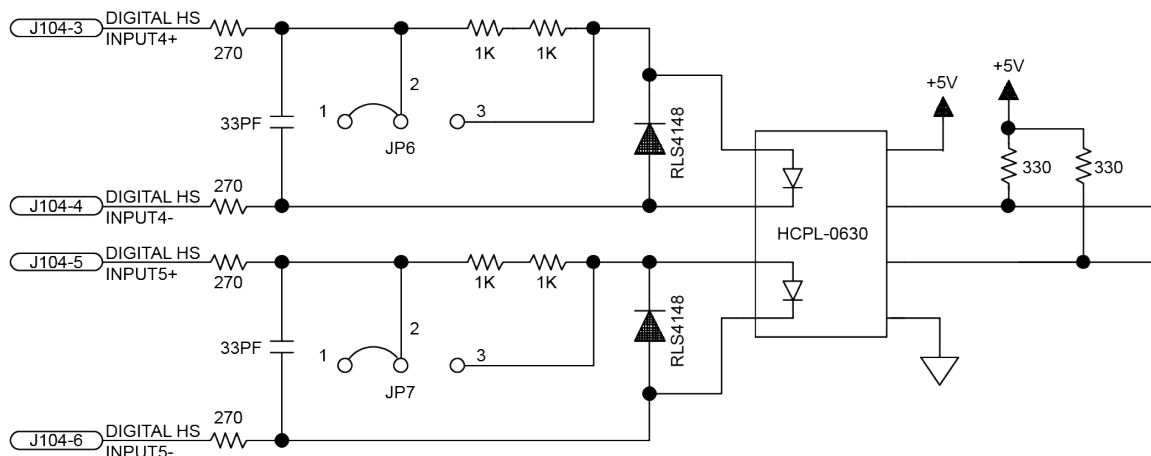 J104-3
DIGITAL HS
INPUT4+
270
1K
1K
+5V
+5V
2
1
3
33PF
JP6
RLS4148
330
330
J104-4
DIGITAL HS
INPUT4-
270
HCPL-0630
J104-5
DIGITAL HS
INPUT5+
270
1K
1K
2
1
3
33PF
JP7
RLS4148
J104-6
DIGITAL HS
INPUT5-
270